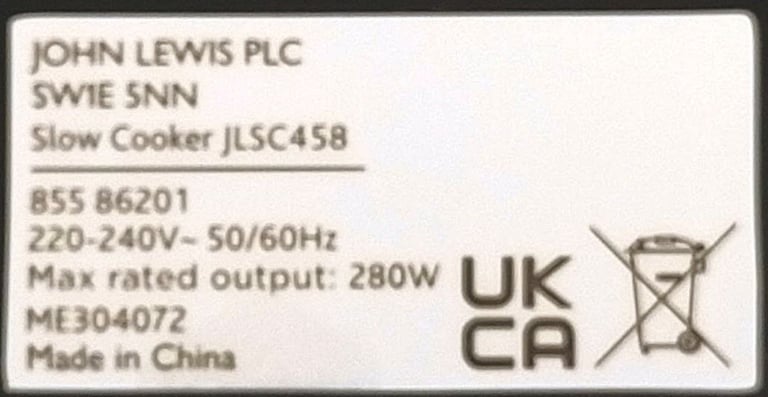 JOHN LEWIS PLC
SW1E 5NN
Slow Cooker JLSC458
855 86201
220-240V~ 50/60Hz
Max rated output: 280W
ME304072
Made in China
UK
CA